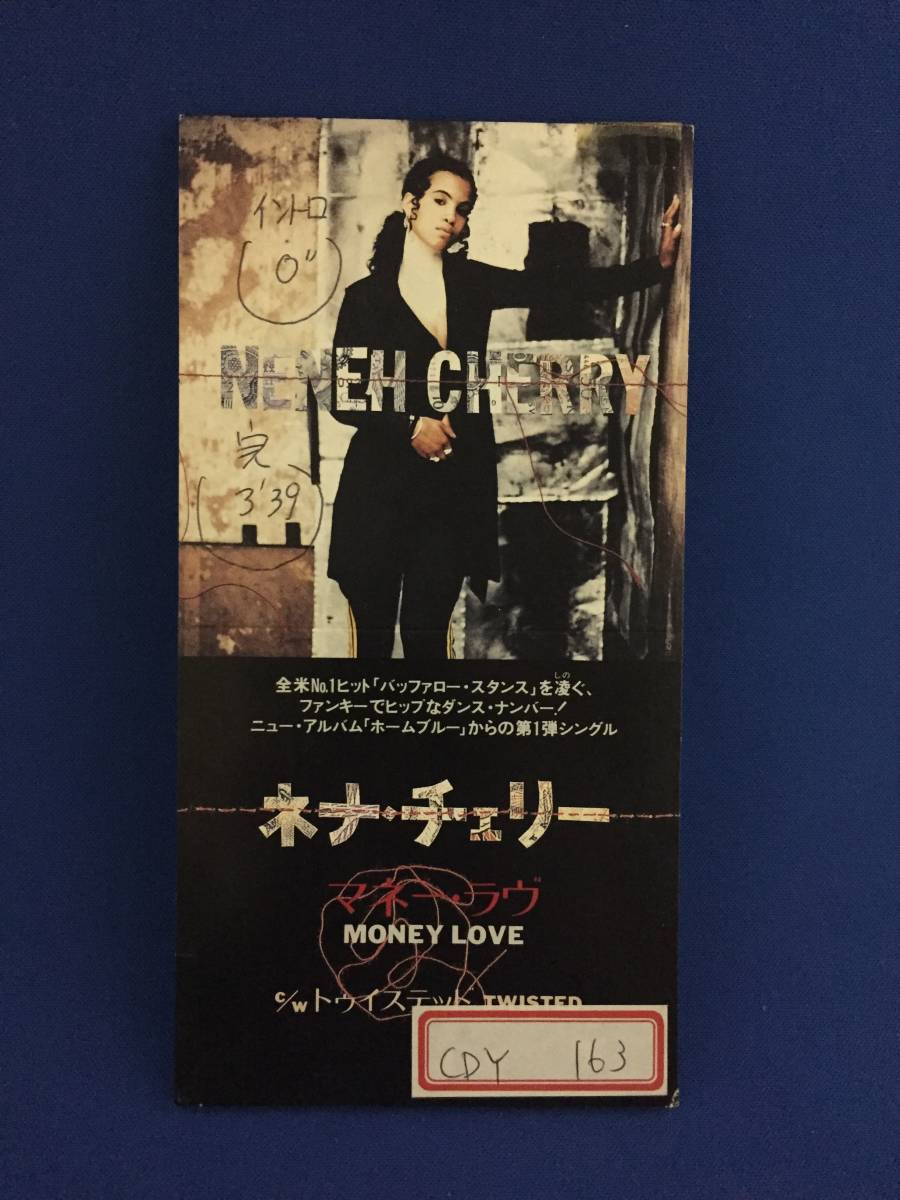 イントロ
(0")
NENEH CHERRY
完
(3'39)
全米No.1ヒット「バッファロー・スタンス」を凌ぐ、
しの
ファンキーでヒップなダンス・ナンバー!
ニュー・アルバム「ホームブルー」からの第1弾シングル
ネナ・チェリー
マネー・ラヴ
MONEY LOVE
c/w トゥイステッド TWISTED
CDY 163